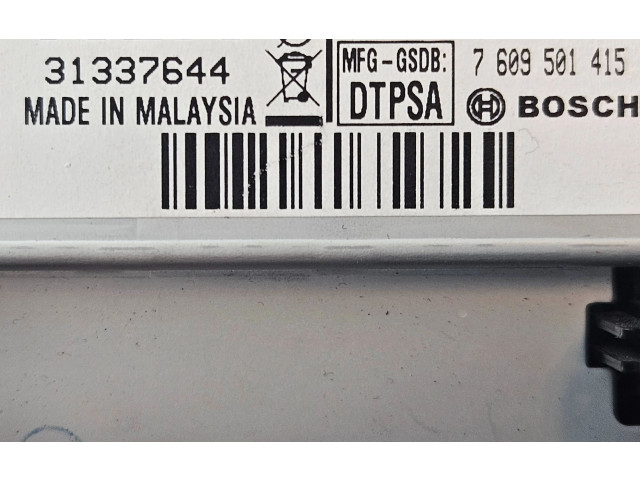 31337644
MADE IN MALAYSIA
MFG-GSDB:
DTPSA
7 609 501 415
BOSCH